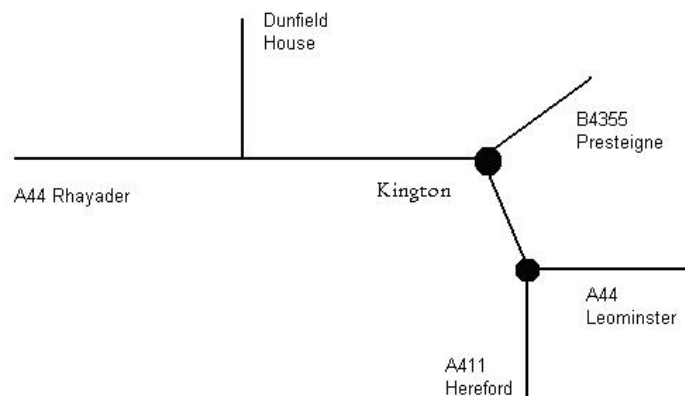 Dunfield
House
B4355
Presteigne
A44 Rhayader
Kington
A44
Leominster
A411
Hereford